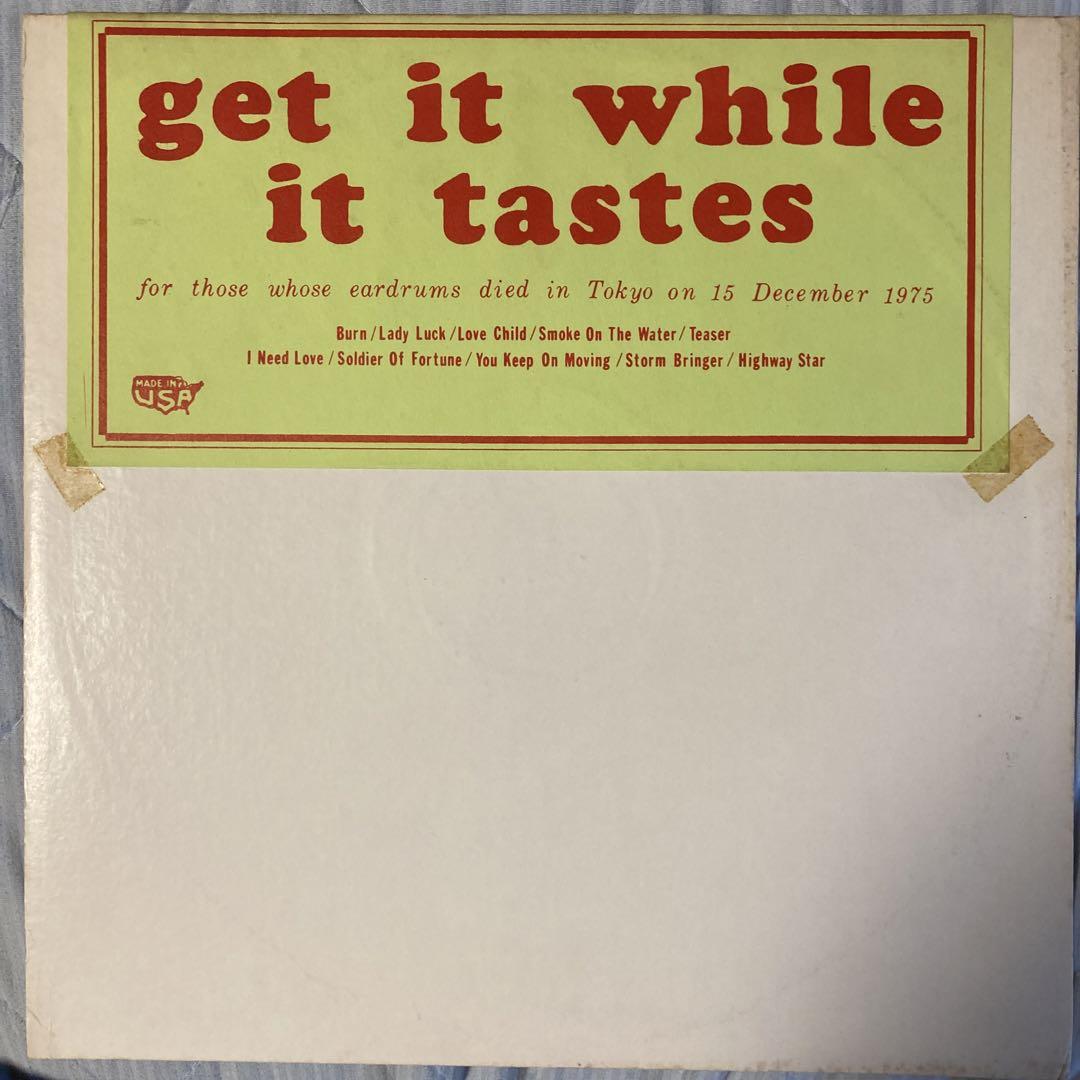 get it while
it tastes
for those whose eardrums died in Tokyo on 15 December 1975
Burn/Lady Luck/Love Child/Smoke On The Water/Teaser
I Need Love/Soldier Of Fortune/You Keep On Moving/Storm Bringer/Highway Star
MADE IN
USA